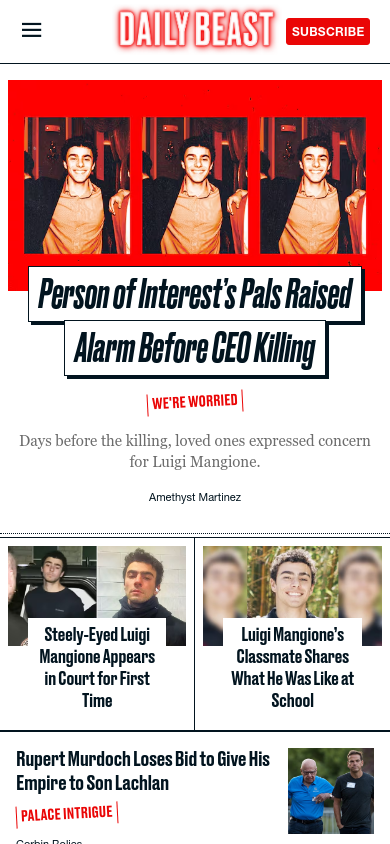 DAILY BEAST
SUBSCRIBE
Person of Interest's Pals Raised
Alarm Before CEO Killing
WE'RE WORRIED
Days before the killing, loved ones expressed concern
for Luigi Mangione.
Amethyst Martinez
Steely-Eyed Luigi
Mangione Appears
in Court for First
Time
Luigi Mangione's
Classmate Shares
What He Was Like at
School
Rupert Murdoch Loses Bid to Give His
Empire to Son Lachlan
PALACE INTRIGUE